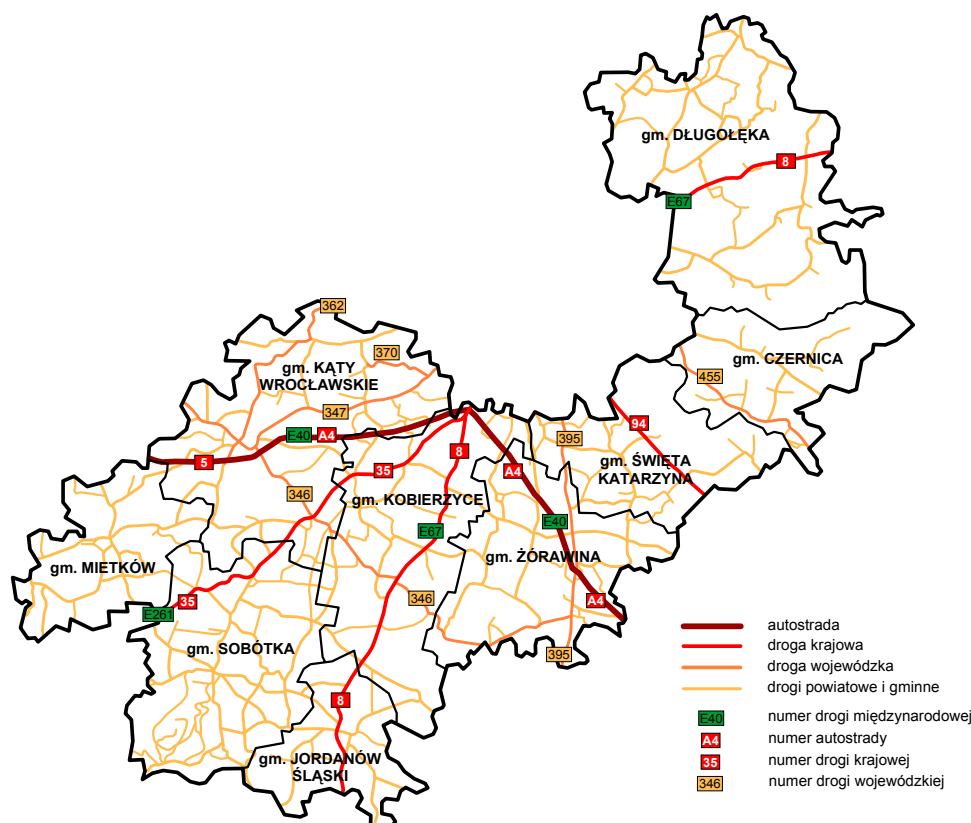 gm. DŁUGOŁĘKA
8
E67
362
gm. CZERNICA
370
gm. KĄTY
WROCŁAWSKIE
455
347
94
E40
A4
395
8
5
35
A4
gm. ŚWIĘTA
KATARZYNA
346
gm. KOBIERZYCE
E40
E67
gm. ŻÓRAWINA
gm. MIETKÓW
35
E261
346
A4
gm. SOBÓTKA
395
8
gm. JORDANÓW
ŚLĄSKI
autostrada
droga krajowa
droga wojewódzka
drogi powiatowe i gminne
E40 numer drogi międzynarodowej
A4 numer autostrady
35 numer drogi krajowej
346 numer drogi wojewódzkiej